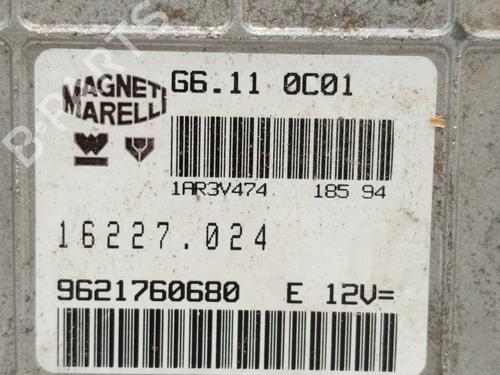 MAGNETI MARELLI
G6.11 0C01
1AR3V474 185 94
16227.024
9621760680 E 12V=
B-PARTS